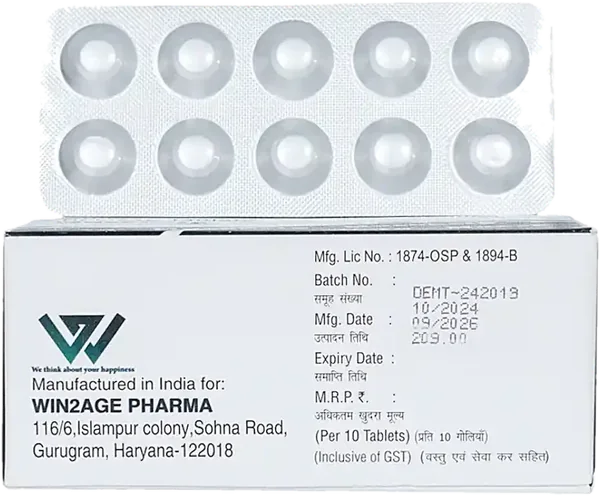 We think about your happiness
Manufactured in India for:
WIN2AGE PHARMA
116/6,Islampur colony,Sohna Road,
Gurugram, Haryana-122018
Mfg. Lic No. : 1874-OSP & 1894-B
Batch No. :
समूह संख्या
DEMT-242019
10/2024
Mfg. Date :
09/2026
उत्पादन तिथि
209.00
Expiry Date :
समाप्ति तिथि
M.R.P. ₹. :
अधिकतम खुदरा मूल्य
(Per 10 Tablets) (प्रति 10 गोलियाँ)
(Inclusive of GST) (वस्तु एवं सेवा कर सहित)